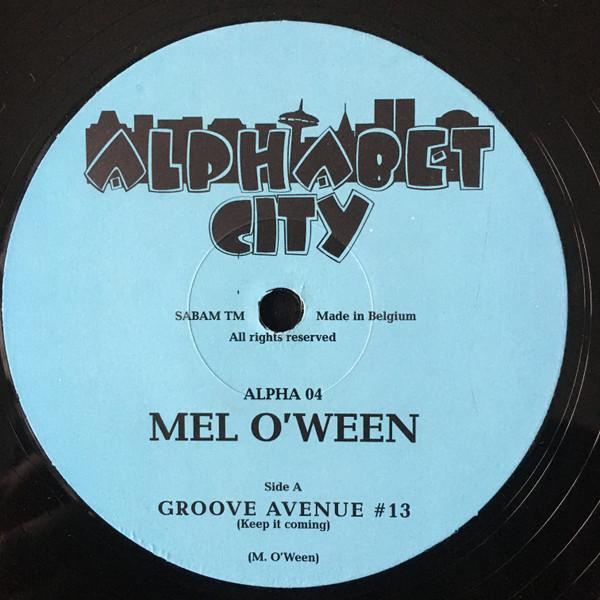 ALPHABET
CITY
SABAM TM Made in Belgium
All rights reserved
ALPHA 04
MEL O'WEEN
Side A
GROOVE AVENUE #13
(Keep it coming)
(M. O'Ween)